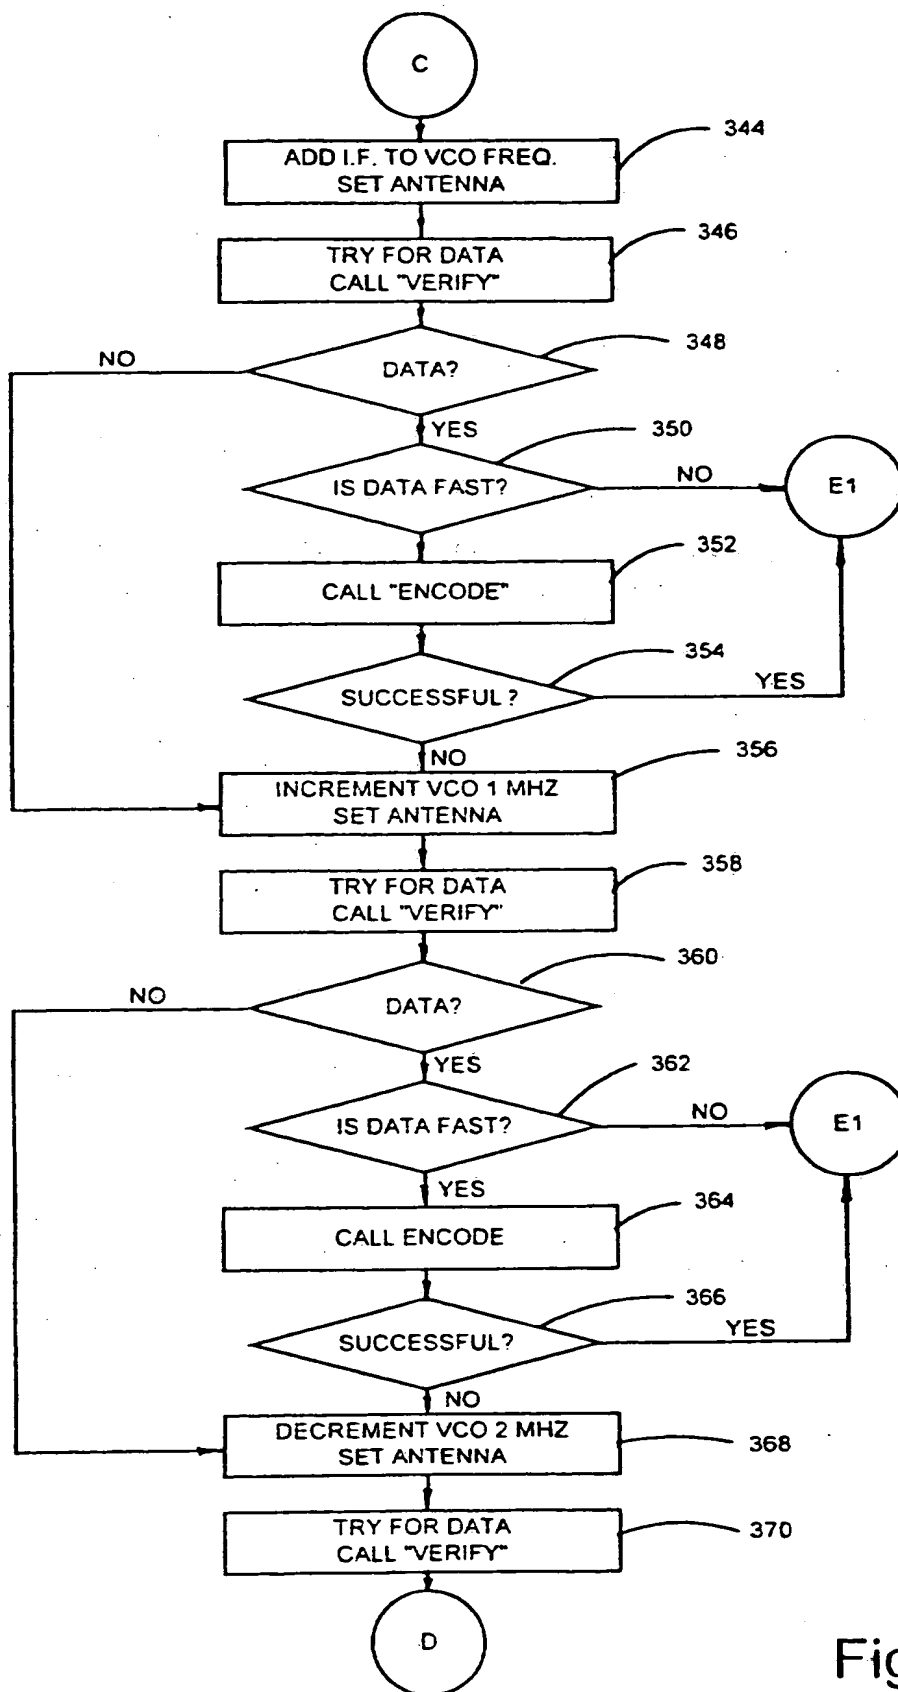 C
344
ADD I.F. TO VCO FREQ.
SET ANTENNA
346
TRY FOR DATA
CALL "VERIFY"
348
NO
DATA?
YES
350
IS DATA FAST?
NO
E1
352
CALL "ENCODE"
354
SUCCESSFUL?
YES
NO
356
INCREMENT VCO 1 MHZ
SET ANTENNA
358
TRY FOR DATA
CALL "VERIFY"
360
NO
DATA?
YES
362
IS DATA FAST?
NO
E1
YES
364
CALL ENCODE
366
SUCCESSFUL?
YES
NO
DECREMENT VCO 2 MHZ
SET ANTENNA
368
TRY FOR DATA
CALL "VERIFY"
370
D
Fig